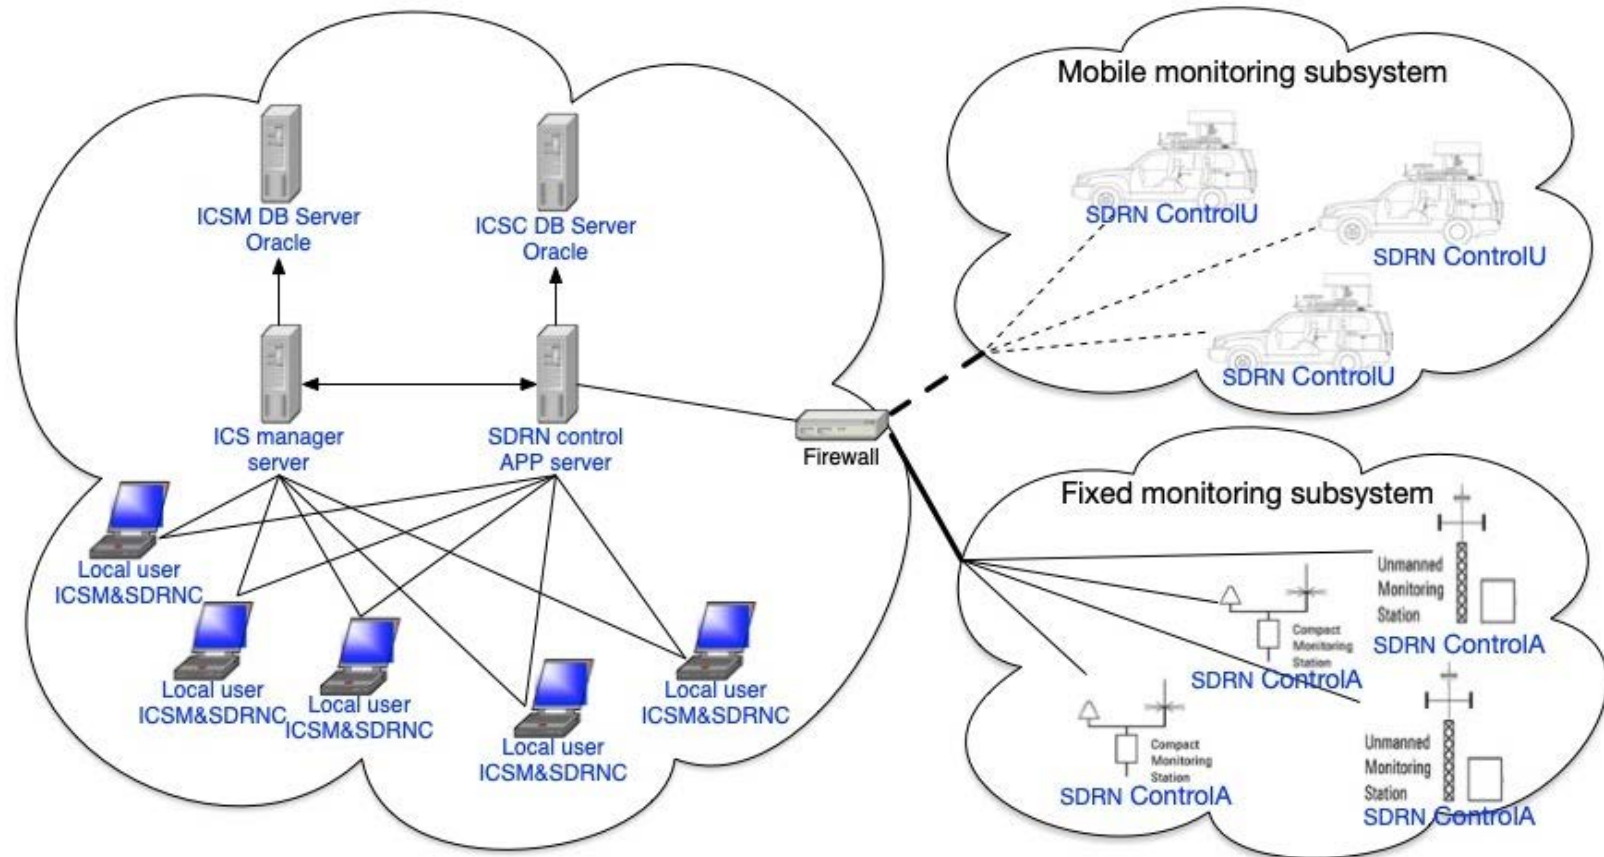 Mobile monitoring subsystem
SDRN ControlU
SDRN ControlU
SDRN ControlU
ICSM DB Server
Oracle
ICSC DB Server
Oracle
ICS manager
server
SDRN control
APP server
Firewall
Local user
ICSM&SDRNC
Local user
ICSM&SDRNC
Local user
ICSM&SDRNC
Local user
ICSM&SDRNC
Local user
ICSM&SDRNC
Fixed monitoring subsystem
Unmanned
Monitoring
Station
SDRN ControlA
Compact
Monitoring
Station
SDRN ControlA
Compact
Monitoring
Station
SDRN ControlA
Unmanned
Monitoring
Station
SDRN ControlA